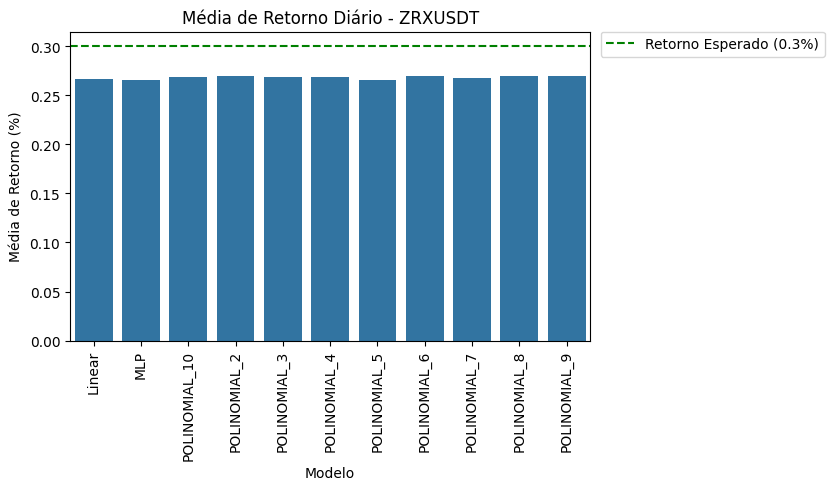 Média de Retorno Diário - ZRXUSDT
Retorno Esperado (0.3%)
Média de Retorno (%)
0.30
0.25
0.20
0.15
0.10
0.05
0.00
Linear
MLP
POLINOMIAL_10
POLINOMIAL_2
POLINOMIAL_3
POLINOMIAL_4
POLINOMIAL_5
POLINOMIAL_6
POLINOMIAL_7
POLINOMIAL_8
POLINOMIAL_9
Modelo